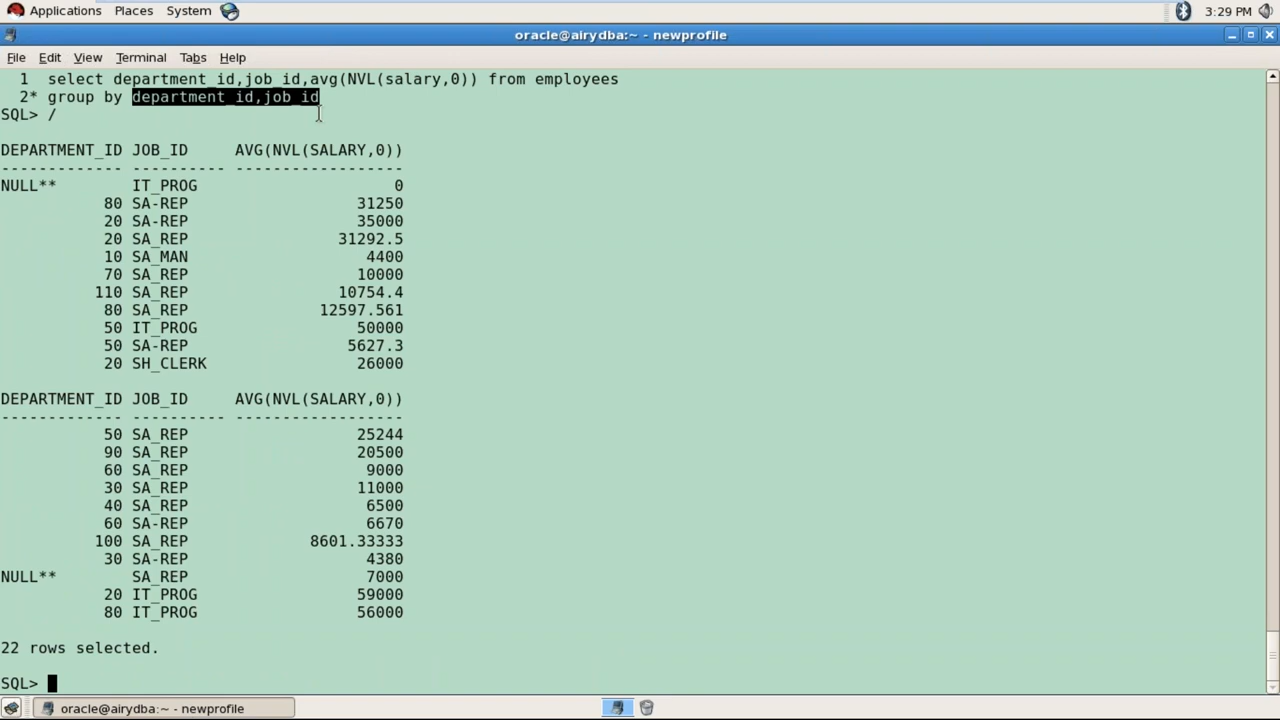 Applications Places System 3:29 PM
oracle@airydba:~ - newprofile
File Edit View Terminal Tabs Help
1 select department_id,job_id,avg(NVL(salary,0)) from employees
2* group by department_id,job_id
SQL> /
DEPARTMENT_ID JOB_ID AVG(NVL(SALARY,0))
------------- ---------- ------------------
NULL** IT_PROG 0
80 SA-REP 31250
20 SA-REP 35000
20 SA_REP 31292.5
10 SA_MAN 4400
70 SA_REP 10000
110 SA_REP 10754.4
80 SA_REP 12597.561
50 IT_PROG 50000
50 SA-REP 5627.3
20 SH_CLERK 26000
DEPARTMENT_ID JOB_ID AVG(NVL(SALARY,0))
------------- ---------- ------------------
50 SA_REP 25244
90 SA_REP 20500
60 SA_REP 9000
30 SA_REP 11000
40 SA_REP 6500
60 SA-REP 6670
100 SA_REP 8601.33333
30 SA-REP 4380
NULL** SA_REP 7000
20 IT_PROG 59000
80 IT_PROG 56000
22 rows selected.
SQL>
oracle@airydba:~ - newprofile